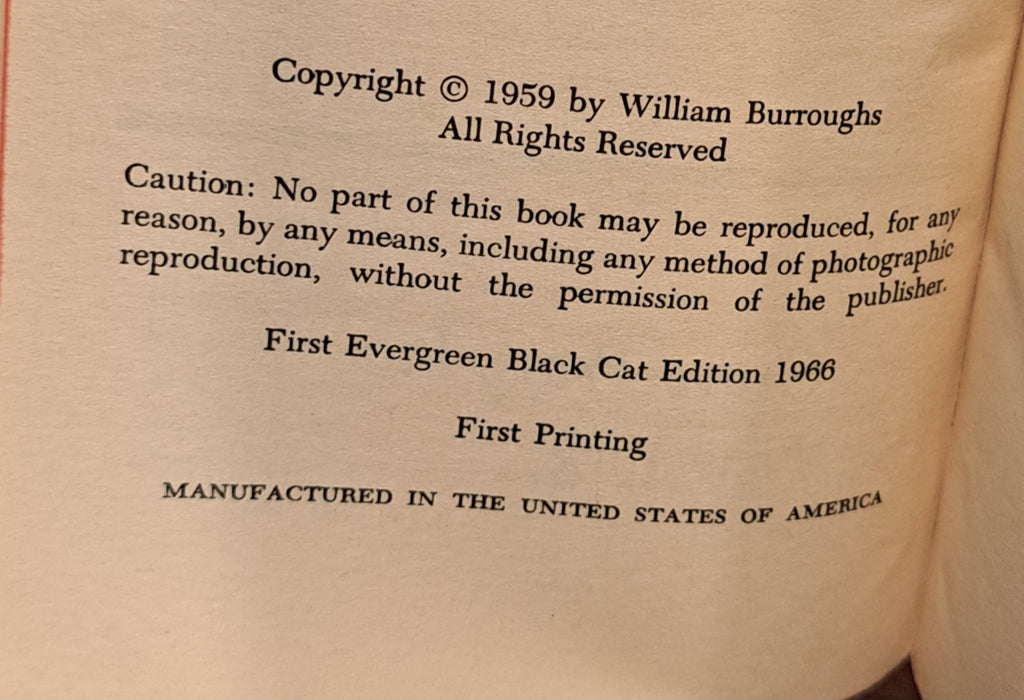 Copyright © 1959 by William Burroughs
All Rights Reserved
Caution: No part of this book may be reproduced, for any
reason, by any means, including any method of photographic
reproduction, without the permission of the publisher.
First Evergreen Black Cat Edition 1966
First Printing
MANUFACTURED IN THE UNITED STATES OF AMERICA